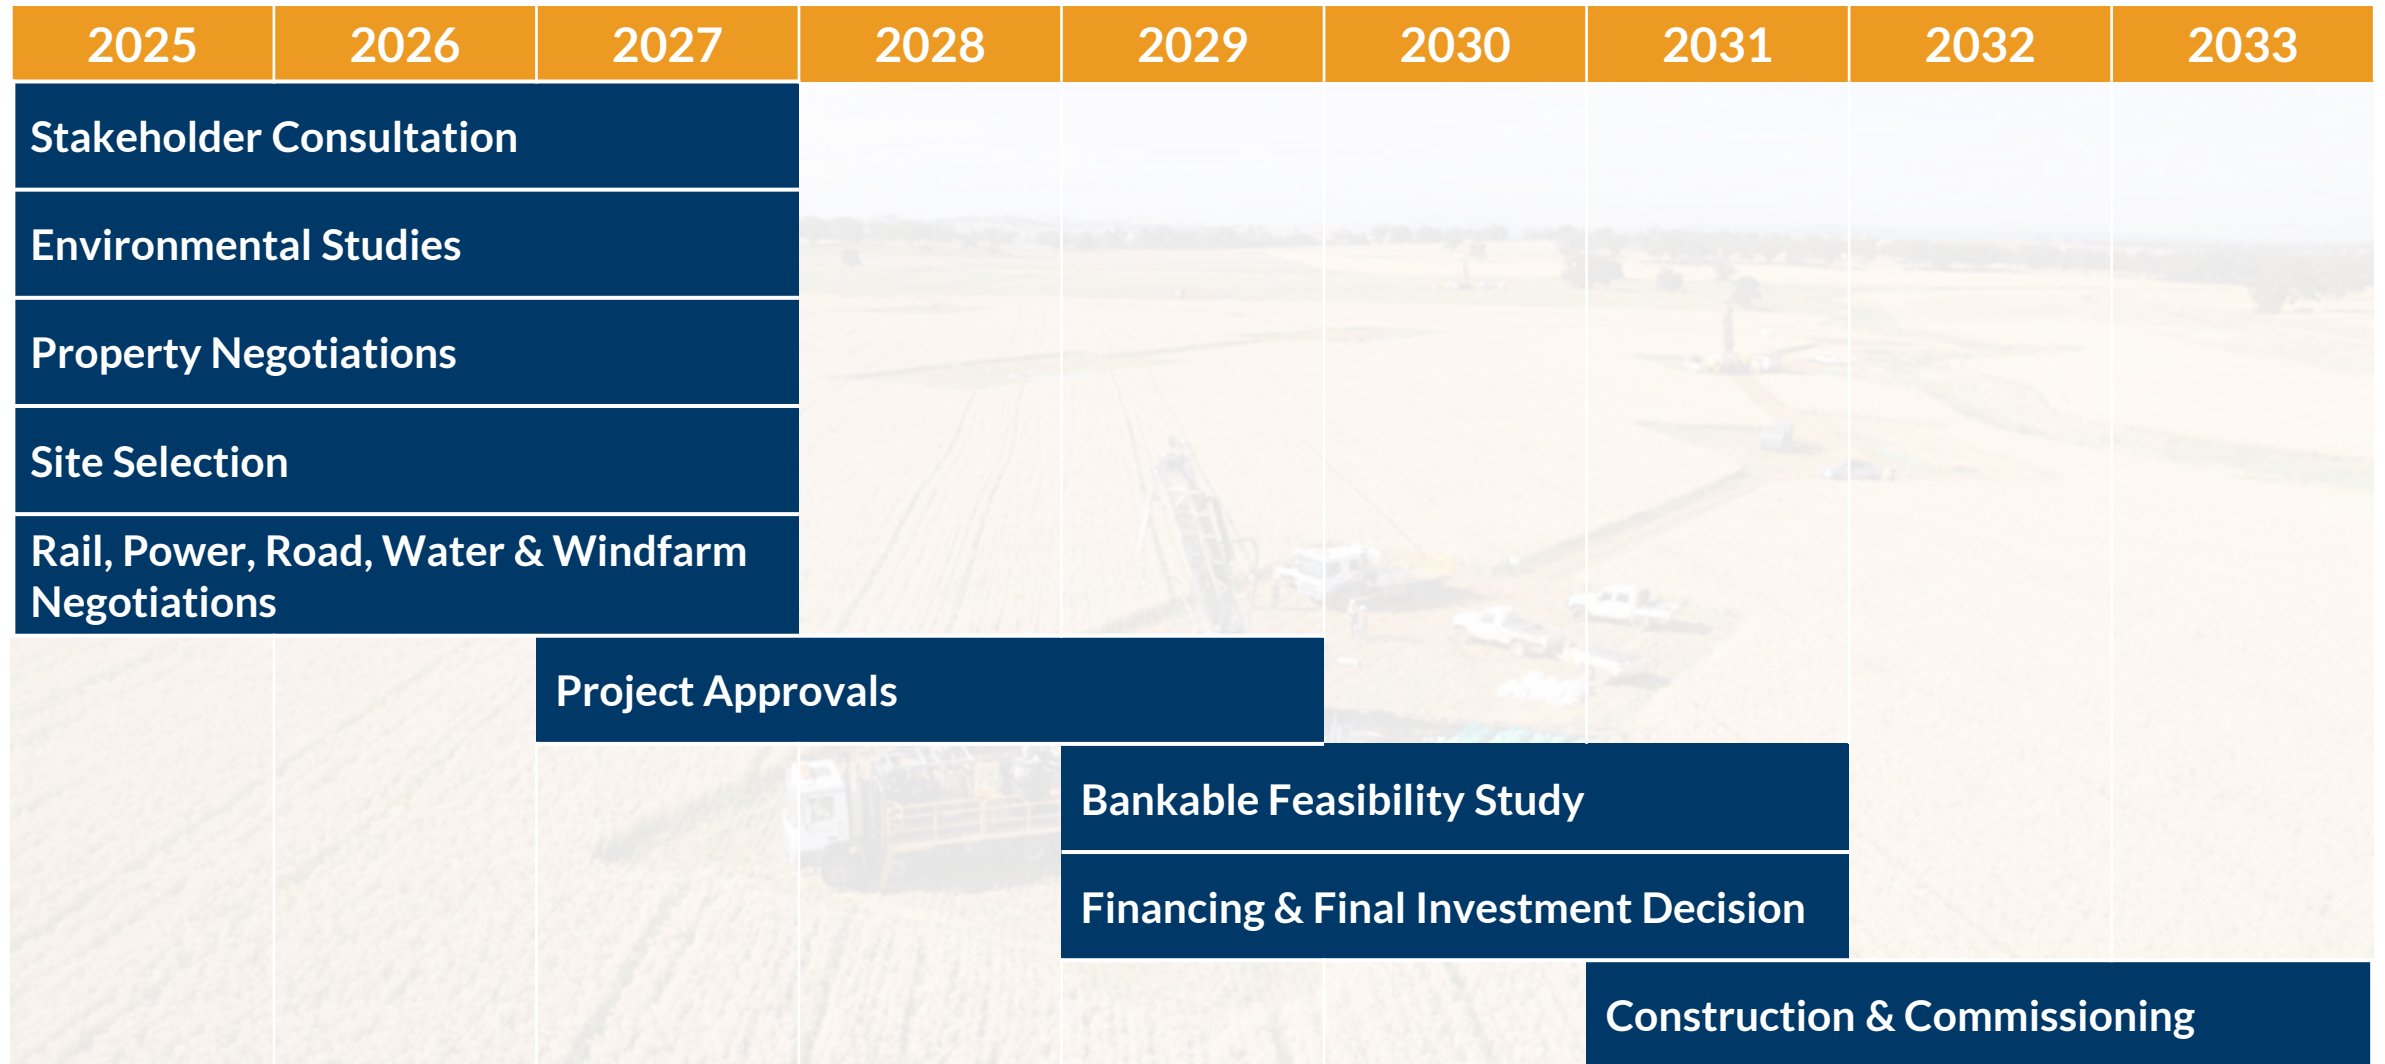 2025 2026 2027 2028 2029 2030 2031 2032 2033
Stakeholder Consultation
Environmental Studies
Property Negotiations
Site Selection
Rail, Power, Road, Water & Windfarm
Negotiations
Project Approvals
Bankable Feasibility Study
Financing & Final Investment Decision
Construction & Commissioning